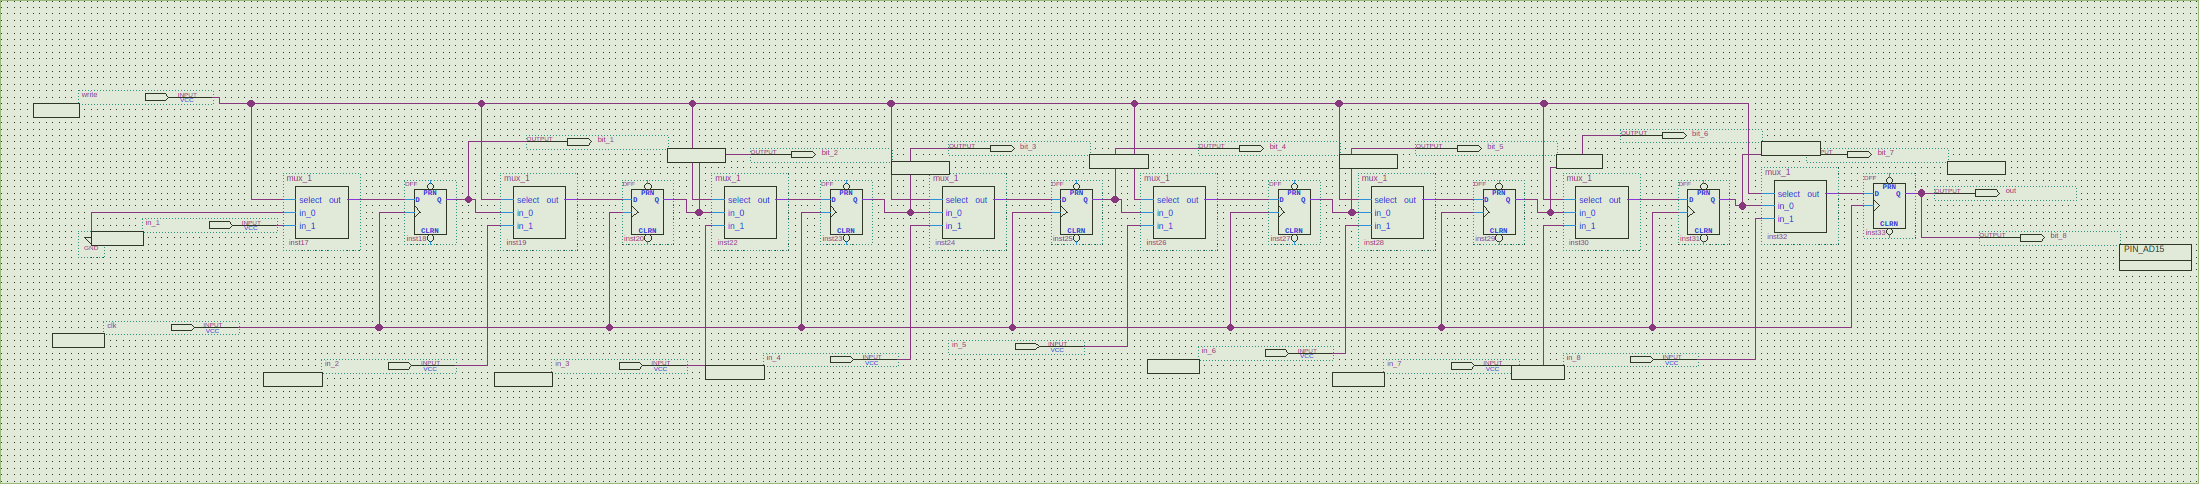 write
INPUT
VCC
OUTPUT
bit_1
OUTPUT
bit_2
OUTPUT
bit_3
OUTPUT
bit_4
OUTPUT
bit_5
OUTPUT
bit_6
bit_7
mux_1
select out
in_0
in_1
inst17
DFF
PRN
D Q
CLRN
inst18
mux_1
select out
in_0
in_1
inst19
DFF
PRN
D Q
CLRN
inst20
mux_1
select out
in_0
in_1
inst22
DFF
PRN
D Q
CLRN
inst23
mux_1
select out
in_0
in_1
inst24
DFF
PRN
D Q
CLRN
inst25
mux_1
select out
in_0
in_1
inst26
DFF
PRN
D Q
CLRN
inst27
mux_1
select out
in_0
in_1
inst28
DFF
PRN
D Q
CLRN
inst29
mux_1
select out
in_0
in_1
inst30
DFF
PRN
D Q
CLRN
inst31
mux_1
select out
in_0
in_1
inst32
DFF
PRN
D Q
CLRN
inst33
OUTPUT
out
OUTPUT
bit_8
PIN_AD15
in_1
INPUT
VCC
GND
clk
INPUT
VCC
in_2
INPUT
VCC
in_3
INPUT
VCC
in_4
INPUT
VCC
in_5
INPUT
VCC
in_6
INPUT
VCC
in_7
INPUT
VCC
in_8
INPUT
VCC